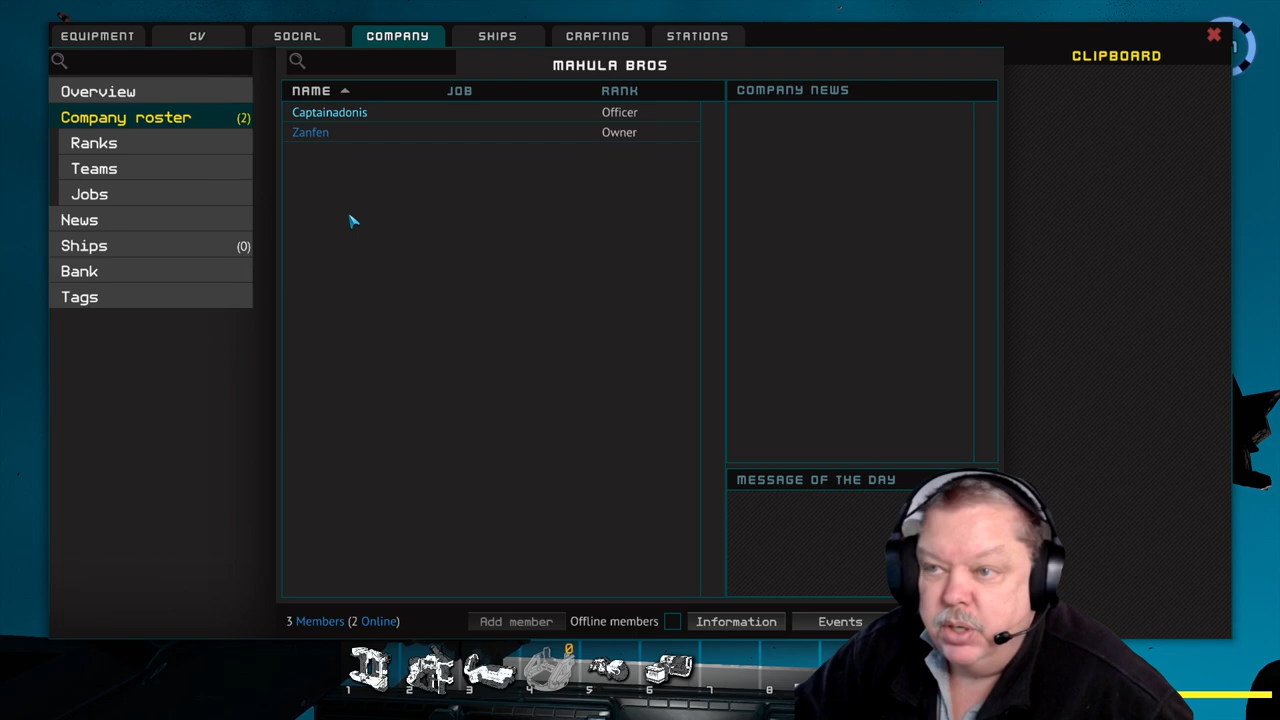 EQUIPMENT CV SOCIAL COMPANY SHIPS CRAFTING STATIONS
CLIPBOARD
MAHULA BROS
Overview
Company roster (2)
Ranks
Teams
Jobs
News
Ships (0)
Bank
Tags
NAME JOB RANK
Captainadonis Officer
Zanfen Owner
COMPANY NEWS
MESSAGE OF THE DAY
3 Members (2 Online) Add member Offline members Information Events
0
1 2 3 4 5 6 7 8